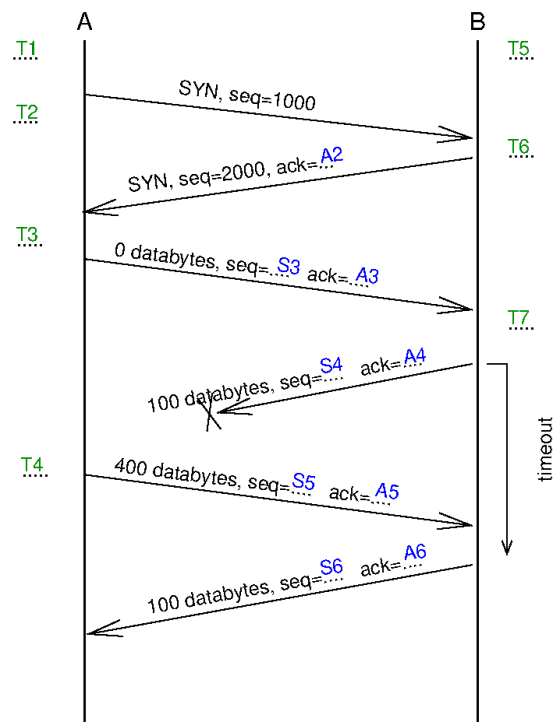 A
B
T1
T5
T2
SYN, seq=1000
T6
SYN, seq=2000, ack=A2
T3
0 databytes, seq=S3 ack=A3
T7
100 databytes, seq=S4 ack=A4
timeout
T4
400 databytes, seq=S5 ack=A5
100 databytes, seq=S6 ack=A6